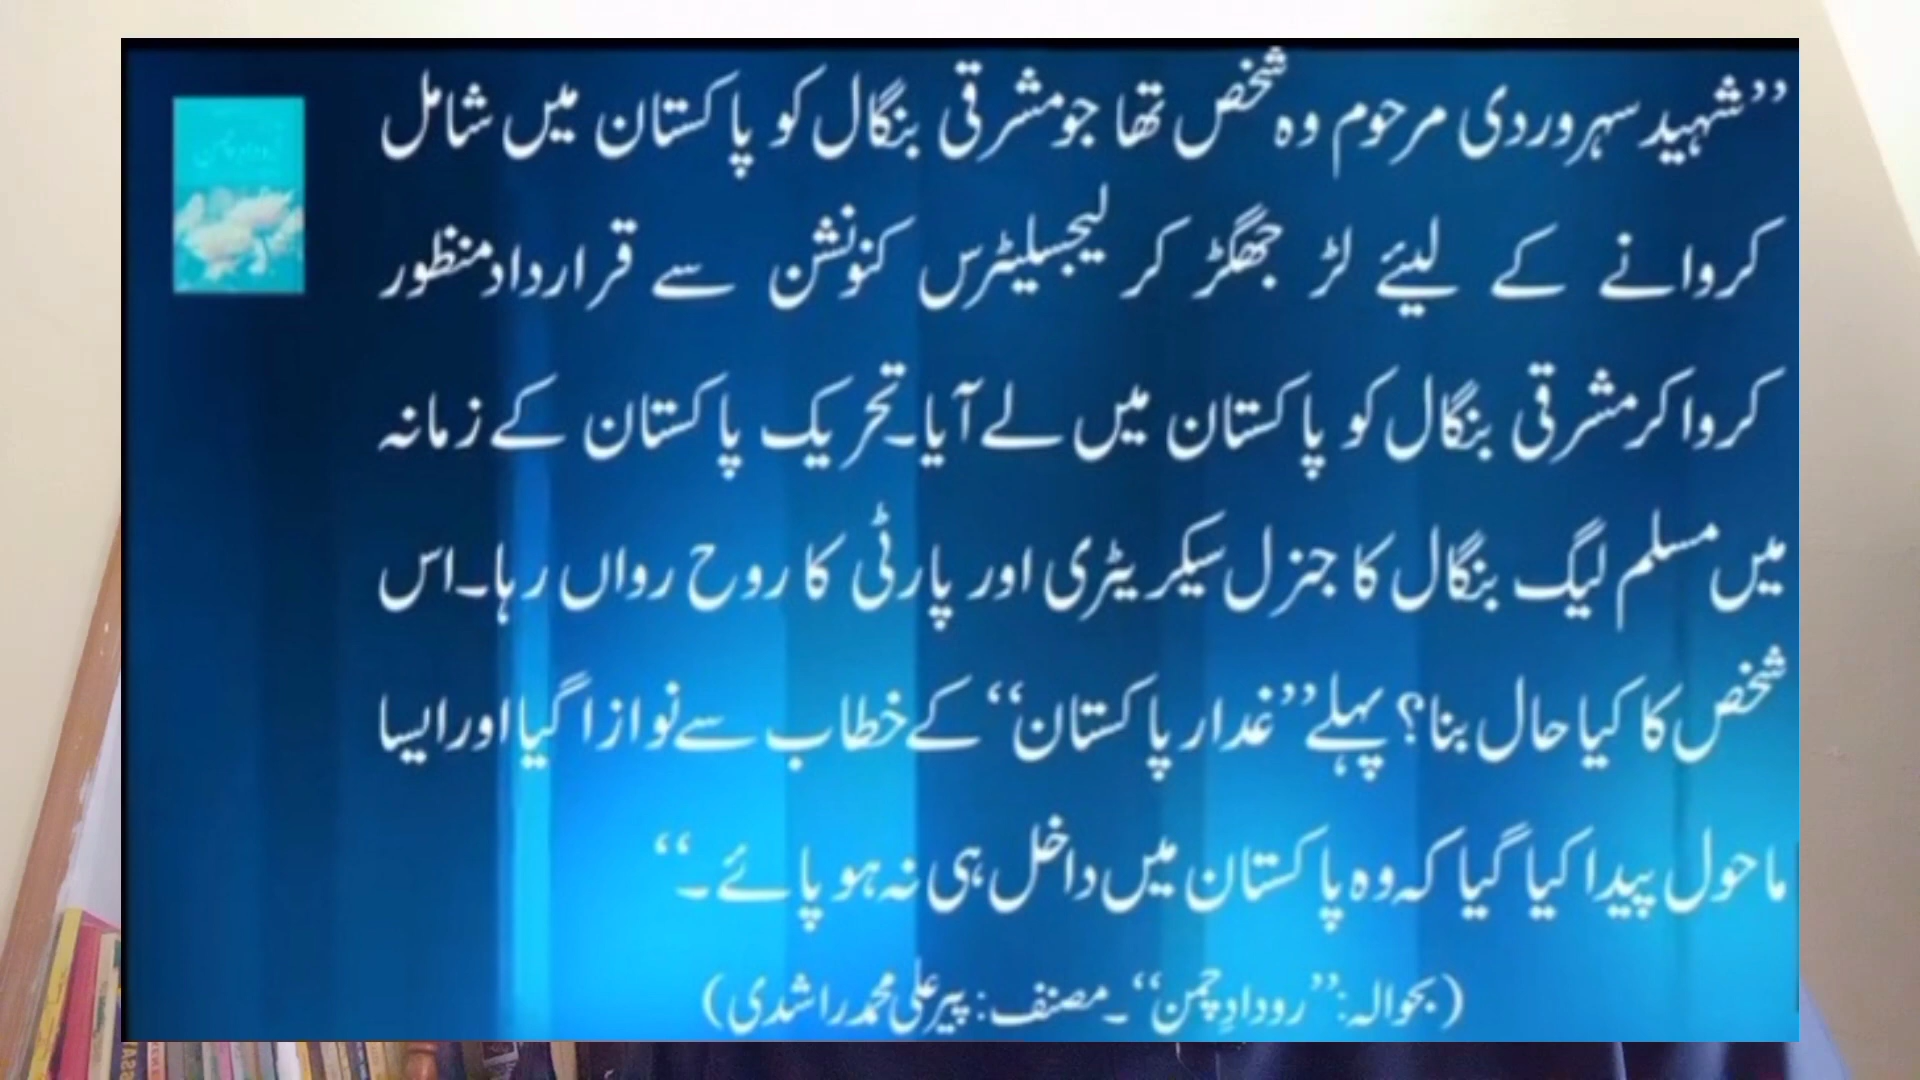 ”شہید سہروردی مرحوم وہ شخص تھا جو مشرقی بنگال کو پاکستان میں شامل
کروانے کے لیئے لڑ جھگڑ کر لیجسلیٹرس کنونشن سے قرارداد منظور
کروا کر مشرقی بنگال کو پاکستان میں لے آیا۔ تحریک پاکستان کے زمانہ
میں مسلم لیگ بنگال کا جنرل سیکریٹری اور پارٹی کا روح رواں رہا۔ اس
شخص کا کیا حال بنا؟ پہلے ”غدار پاکستان“ کے خطاب سے نوازا گیا اور ایسا
ماحول پیدا کیا گیا کہ وہ پاکستان میں داخل ہی نہ ہو پائے۔“
(بحوالہ: ”رودادِ چمن“۔ مصنف: پیر علی محمد راشدی)